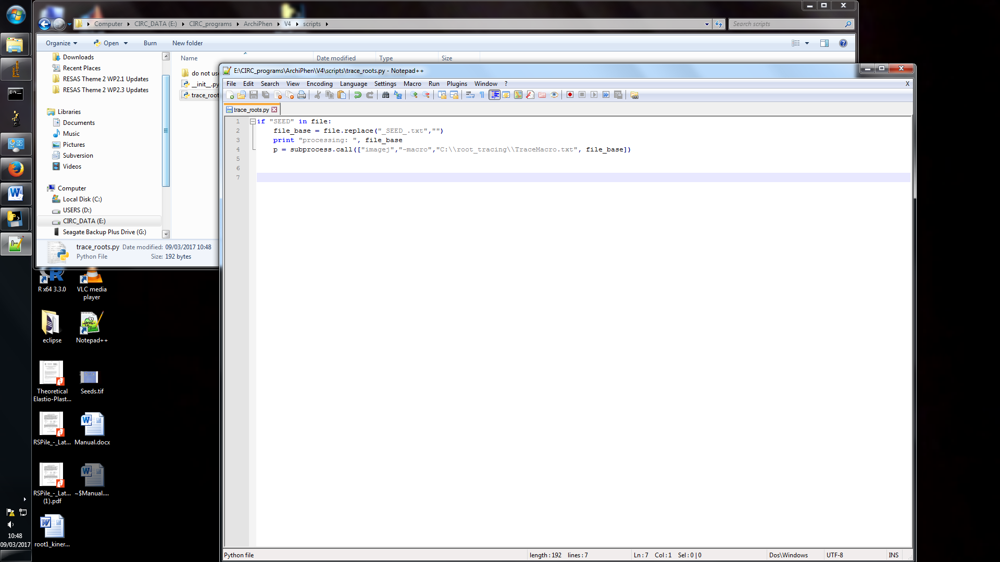 Computer CIRC_DATA (E:) CIRC_programs ArchiPhen V4 scripts
Search scripts
Organize Open Burn New folder
Name Date modified Type Size
Downloads
Recent Places
RESAS Theme 2 WP2.1 Updates
RESAS Theme 2 WP2.3 Updates
Libraries
Documents
Music
Pictures
Subversion
Videos
Computer
Local Disk (C:)
USERS (D:)
CIRC_DATA (E:)
Seagate Backup Plus Drive (G:)
do not use
__init__.py
trace_root
trace_roots.py Date modified: 09/03/2017 10:48
Python File Size: 192 bytes
E:\CIRC_programs\ArchiPhen\V4\scripts\trace_roots.py - Notepad++
File Edit Search View Encoding Language Settings Macro Run Plugins Window ? X
trace_roots.py
1 if "SEED" in file:
2 file_base = file.replace("_SEED_.txt","")
3 print "processing: ", file_base
4 p = subprocess.call(["imagej","-macro","C:\\root_tracing\\TraceMacro.txt", file_base])
5
6
7
Python file length : 192 lines : 7 Ln : 7 Col : 1 Sel : 0 | 0 Dos\Windows UTF-8 INS
R x64 3.3.0
VLC media
player
eclipse
Notepad++
Theoretical
Elastio-Plast...
Seeds.tif
RSPile_-_Lat...
Manual.docx
RSPile_-_Lat...
(1).pdf
~$Manual....
root1_kiner...
10:48
09/03/2017